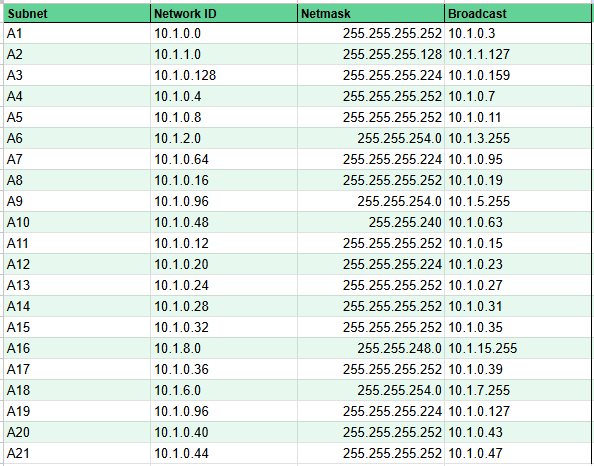 Subnet Network ID Netmask Broadcast
A1 10.1.0.0 255.255.255.252 10.1.0.3
A2 10.1.1.0 255.255.255.128 10.1.1.127
A3 10.1.0.128 255.255.255.224 10.1.0.159
A4 10.1.0.4 255.255.255.252 10.1.0.7
A5 10.1.0.8 255.255.255.252 10.1.0.11
A6 10.1.2.0 255.255.254.0 10.1.3.255
A7 10.1.0.64 255.255.255.224 10.1.0.95
A8 10.1.0.16 255.255.255.252 10.1.0.19
A9 10.1.0.96 255.255.254.0 10.1.5.255
A10 10.1.0.48 255.255.240 10.1.0.63
A11 10.1.0.12 255.255.255.252 10.1.0.15
A12 10.1.0.20 255.255.255.224 10.1.0.23
A13 10.1.0.24 255.255.255.252 10.1.0.27
A14 10.1.0.28 255.255.255.252 10.1.0.31
A15 10.1.0.32 255.255.255.252 10.1.0.35
A16 10.1.8.0 255.255.248.0 10.1.15.255
A17 10.1.0.36 255.255.255.252 10.1.0.39
A18 10.1.6.0 255.255.254.0 10.1.7.255
A19 10.1.0.96 255.255.255.224 10.1.0.127
A20 10.1.0.40 255.255.255.252 10.1.0.43
A21 10.1.0.44 255.255.255.252 10.1.0.47